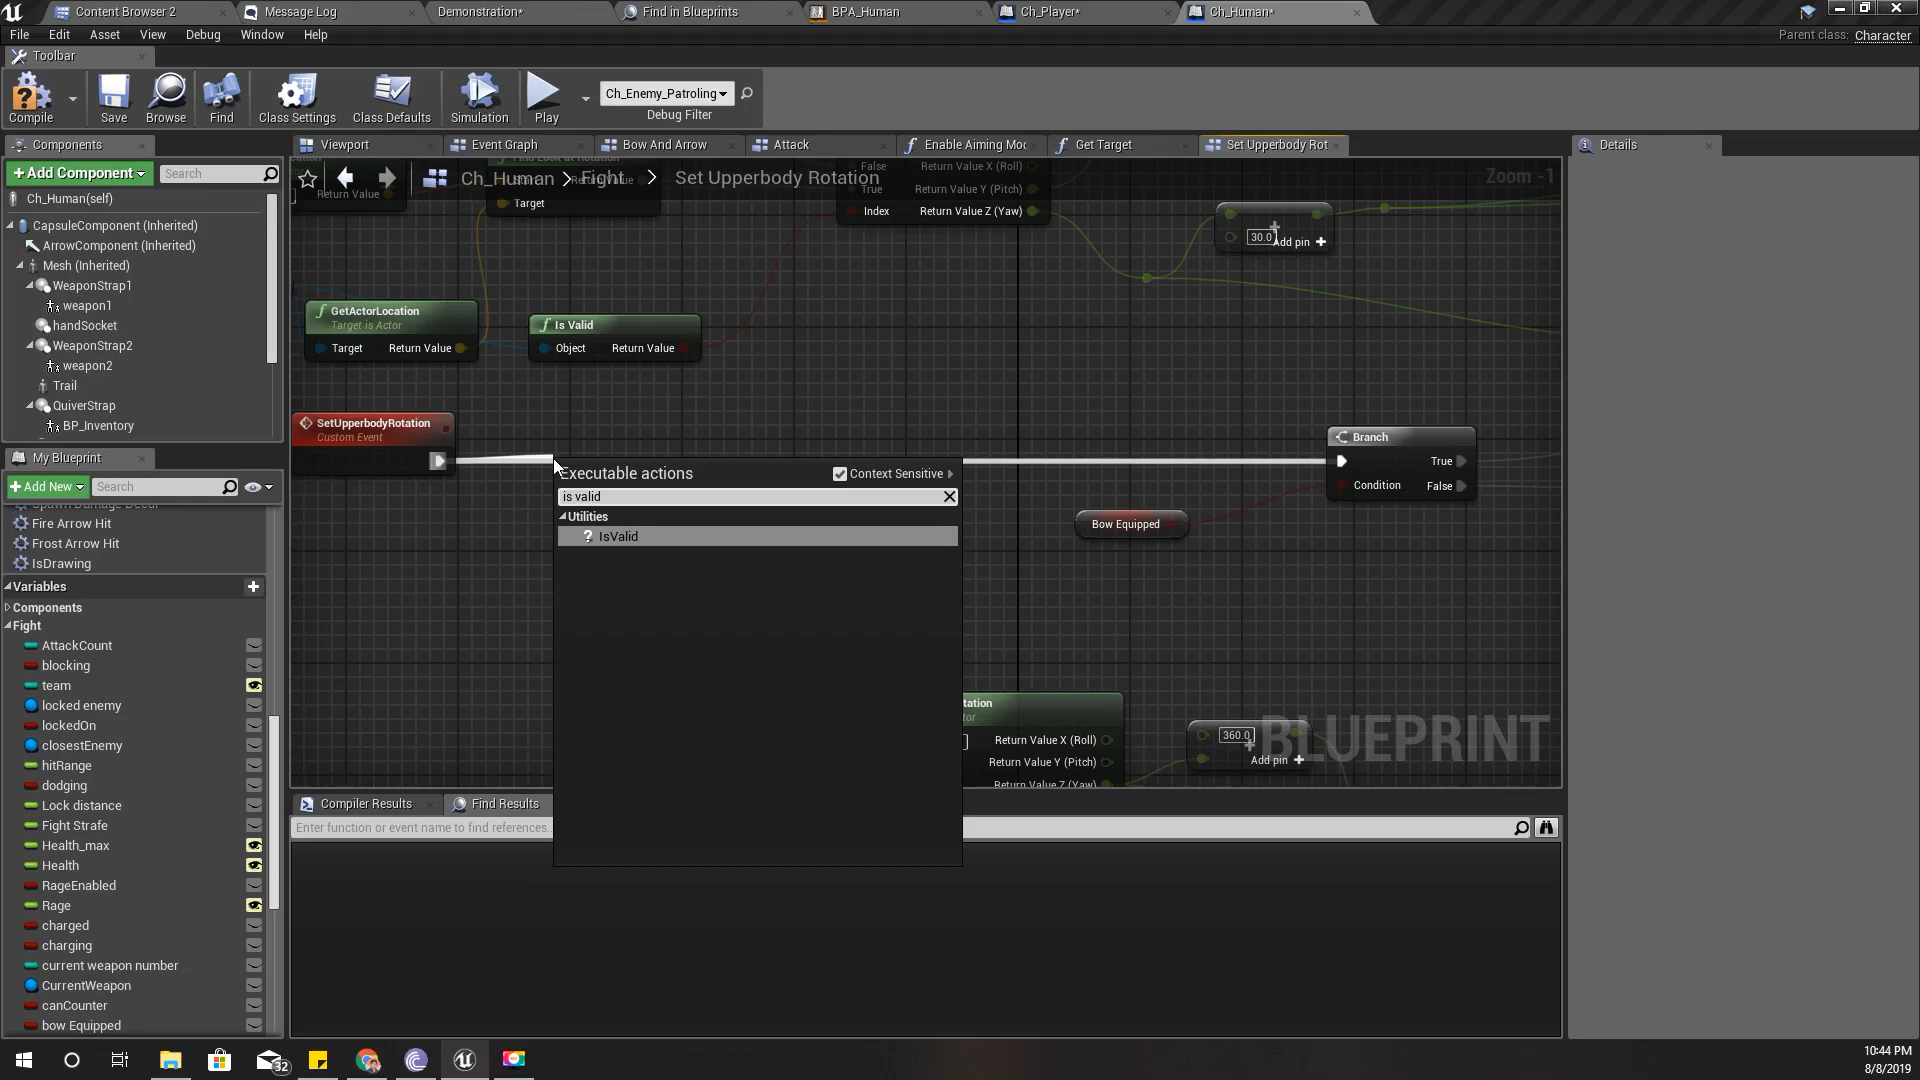 Content Browser 2
Message Log
Demonstration*
Find in Blueprints
BPA_Human
Ch_Player*
Ch_Human*
File Edit Asset View Debug Window Help
Parent class: Character
Toolbar
Compile
Save
Browse
Find
Class Settings
Class Defaults
Simulation
Play
Ch_Enemy_Patroling
Debug Filter
Components
Viewport
Event Graph
Bow And Arrow
Attack
Enable Aiming Moc
Get Target
Set Upperbody Rot
Details
+Add Component
Search
Ch_Human > Fight > Set Upperbody Rotation
Zoom -1
Ch_Human(self)
CapsuleComponent (Inherited)
ArrowComponent (Inherited)
Mesh (Inherited)
WeaponStrap1
weapon1
handSocket
WeaponStrap2
weapon2
Trail
QuiverStrap
BP_Inventory
Return Value
Target
False Return Value X (Roll)
True Return Value Y (Pitch)
Index Return Value Z (Yaw)
30.0
Add pin +
GetActorLocation
Target is Actor
Target Return Value
Is Valid
Object Return Value
SetUpperbodyRotation
Custom Event
Executable actions
Context Sensitive
is valid
Utilities
? IsValid
Branch
True
Condition False
Bow Equipped
tation
tor
Return Value X (Roll)
Return Value Y (Pitch)
Return Value Z (Yaw)
360.0
Add pin +
BLUEPRINT
My Blueprint
+Add New
Search
Fire Arrow Hit
Frost Arrow Hit
IsDrawing
Variables
Components
Fight
AttackCount
blocking
team
locked enemy
lockedOn
closestEnemy
hitRange
dodging
Lock distance
Fight Strafe
Health_max
Health
RageEnabled
Rage
charged
charging
current weapon number
CurrentWeapon
canCounter
bow Equipped
Compiler Results
Find Results
Enter function or event name to find references...
32
10:44 PM
8/8/2019